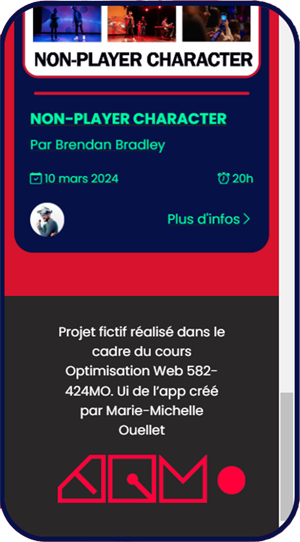 NON-PLAYER CHARACTER
NON-PLAYER CHARACTER
Par Brendan Bradley
10 mars 2024 20h
Plus d'infos
Projet fictif réalisé dans le
cadre du cours
Optimisation Web 582-
424MO. Ui de l’app créé
par Marie-Michelle
Ouellet